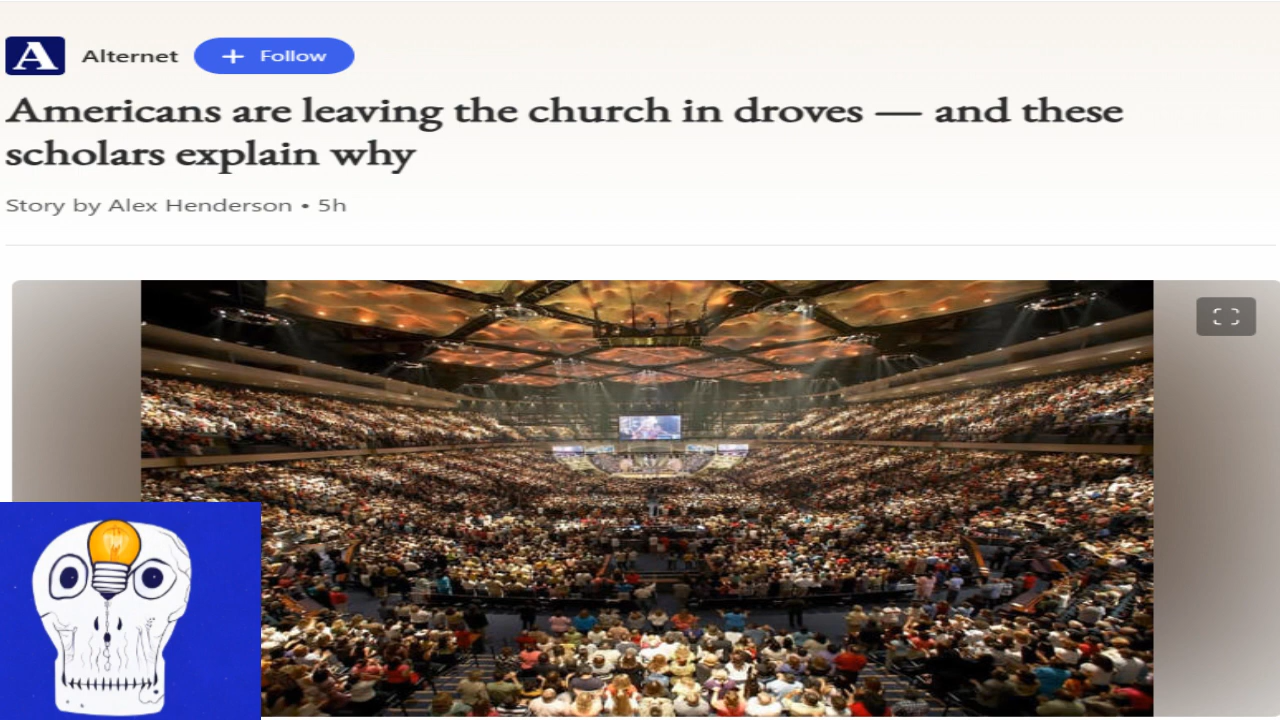 A Alternet + Follow
Americans are leaving the church in droves — and these
scholars explain why
Story by Alex Henderson • 5h